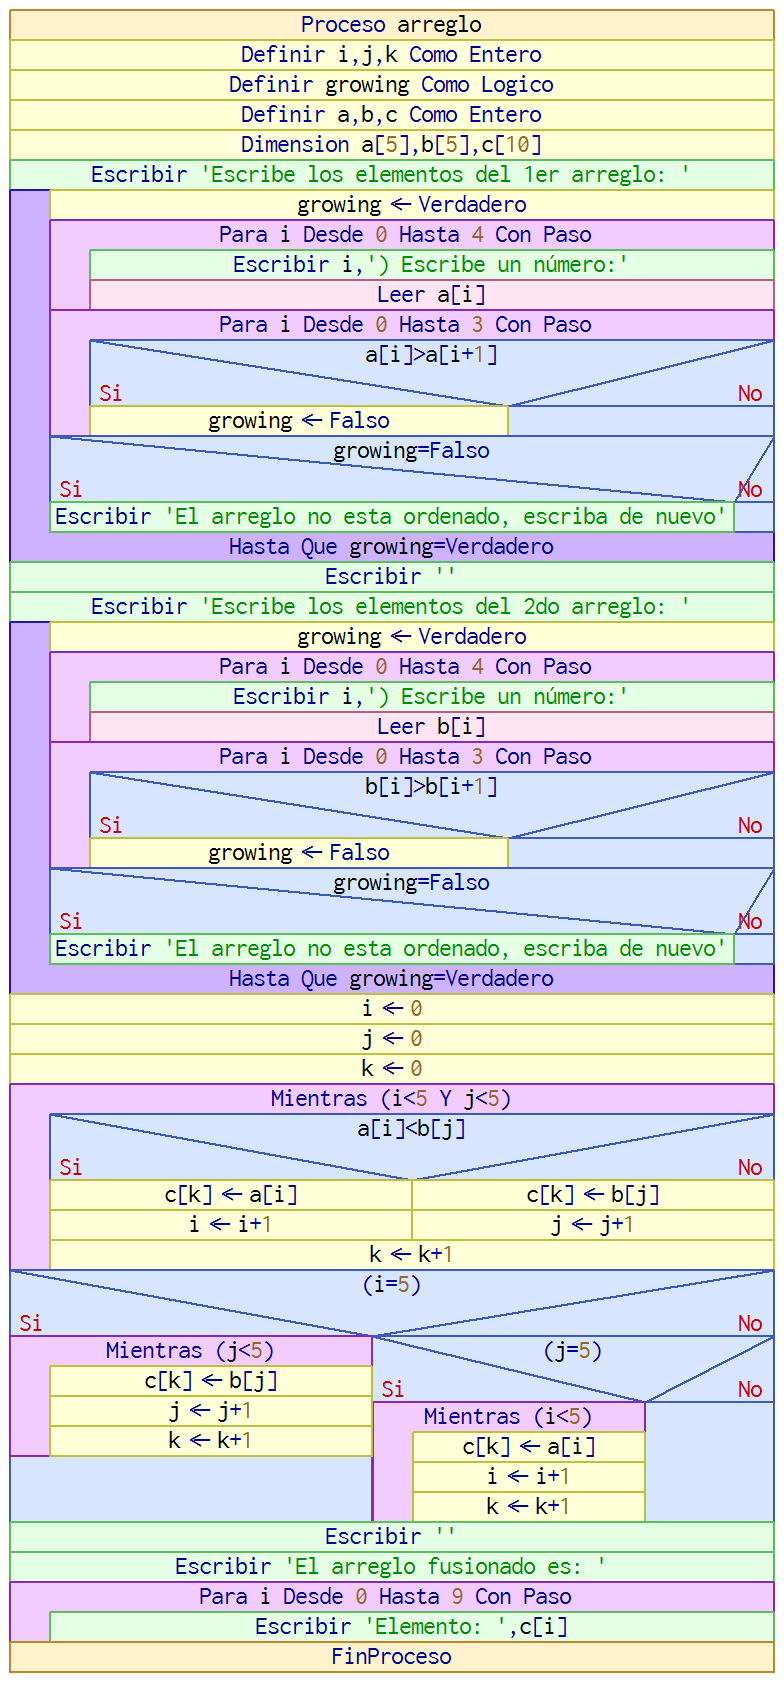 Proceso arreglo
Definir i,j,k Como Entero
Definir growing Como Logico
Definir a,b,c Como Entero
Dimension a[5],b[5],c[10]
Escribir 'Escribe los elementos del 1er arreglo: '
growing ← Verdadero
Para i Desde 0 Hasta 4 Con Paso
Escribir i,') Escribe un número:'
Leer a[i]
Para i Desde 0 Hasta 3 Con Paso
a[i]>a[i+1]
Si No
growing ← Falso
growing=Falso
Si No
Escribir 'El arreglo no esta ordenado, escriba de nuevo'
Hasta Que growing=Verdadero
Escribir ''
Escribir 'Escribe los elementos del 2do arreglo: '
growing ← Verdadero
Para i Desde 0 Hasta 4 Con Paso
Escribir i,') Escribe un número:'
Leer b[i]
Para i Desde 0 Hasta 3 Con Paso
b[i]>b[i+1]
Si No
growing ← Falso
growing=Falso
Si No
Escribir 'El arreglo no esta ordenado, escriba de nuevo'
Hasta Que growing=Verdadero
i ← 0
j ← 0
k ← 0
Mientras (i<5 Y j<5)
a[i]<b[j]
Si No
c[k] ← a[i] c[k] ← b[j]
i ← i+1 j ← j+1
k ← k+1
(i=5)
Si No
Mientras (j<5) (j=5)
c[k] ← b[j] Si No
j ← j+1 Mientras (i<5)
k ← k+1 c[k] ← a[i]
i ← i+1
k ← k+1
Escribir ''
Escribir 'El arreglo fusionado es: '
Para i Desde 0 Hasta 9 Con Paso
Escribir 'Elemento: ',c[i]
FinProceso